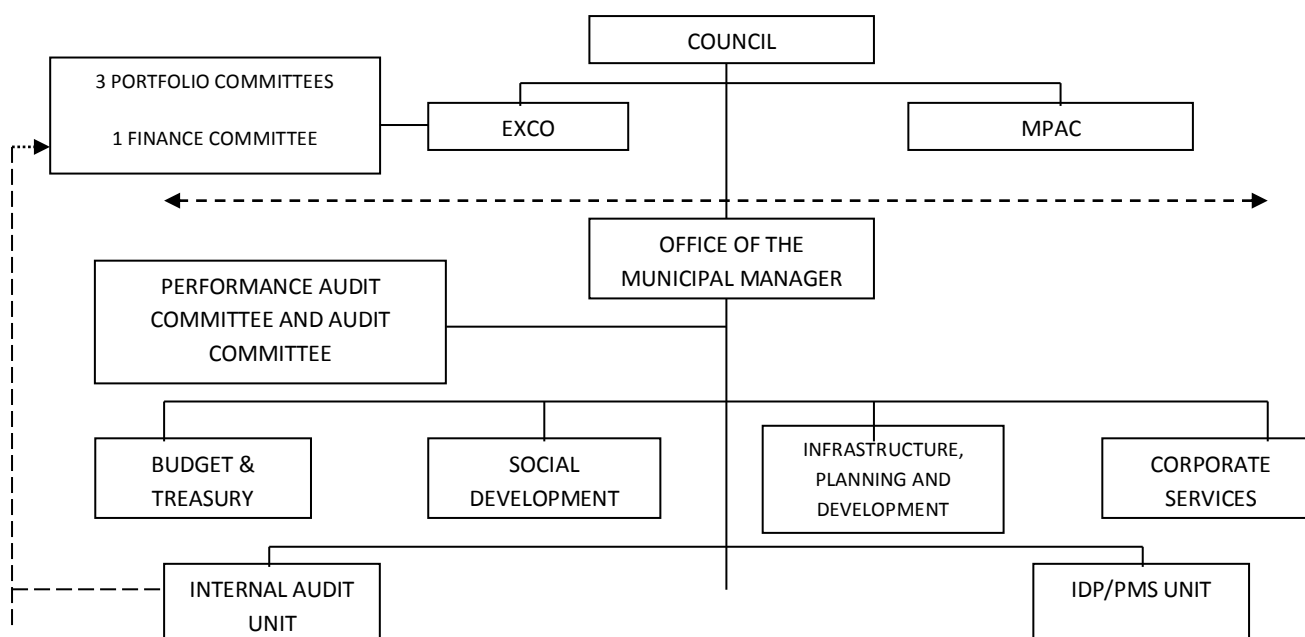 COUNCIL
3 PORTFOLIO COMMITTEES
1 FINANCE COMMITTEE
EXCO
MPAC
OFFICE OF THE
MUNICIPAL MANAGER
PERFORMANCE AUDIT
COMMITTEE AND AUDIT
COMMITTEE
BUDGET &
TREASURY
SOCIAL
DEVELOPMENT
INFRASTRUCTURE,
PLANNING AND
DEVELOPMENT
CORPORATE
SERVICES
INTERNAL AUDIT
UNIT
IDP/PMS UNIT